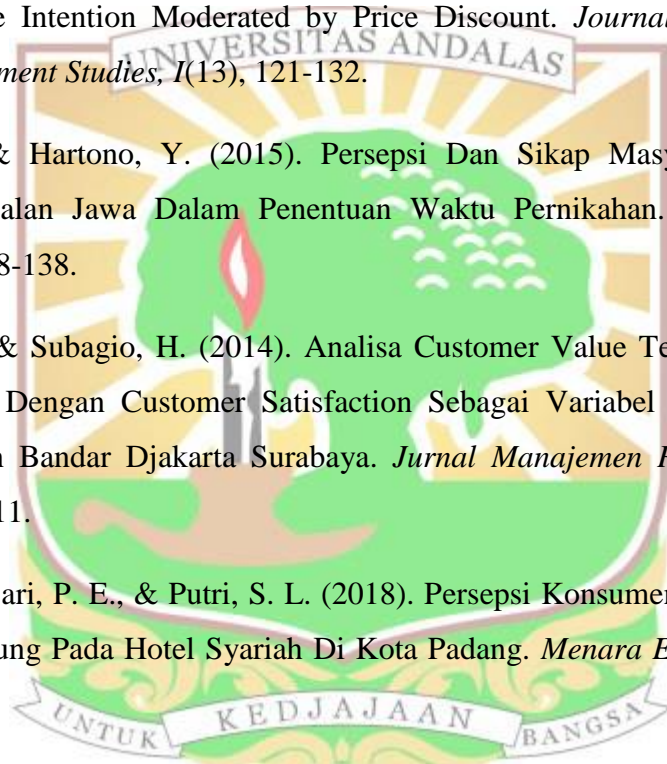 e Intention Moderated by Price Discount. Journal
UNIVERSITAS ANDALAS
ment Studies, I(13), 121-132.
& Hartono, Y. (2015). Persepsi Dan Sikap Masy
alan Jawa Dalam Penentuan Waktu Pernikahan.
8-138.
& Subagio, H. (2014). Analisa Customer Value Te
Dengan Customer Satisfaction Sebagai Variabel
n Bandar Djakarta Surabaya. Jurnal Manajemen P
11.
ari, P. E., & Putri, S. L. (2018). Persepsi Konsumen
ung Pada Hotel Syariah Di Kota Padang. Menara E
UNTUK KEDJAJAAN BANGSA